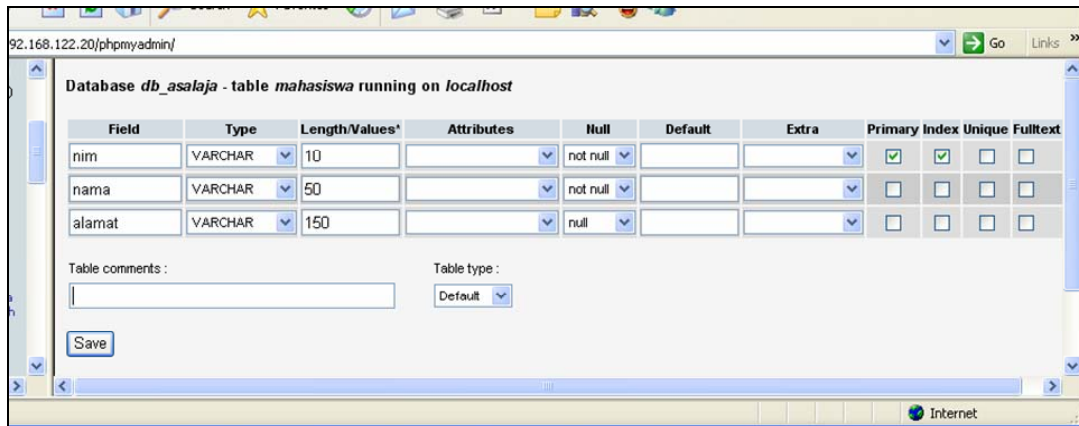 92.168.122.20/phpmyadmin/ Go Links »
Database db_asalaja - table mahasiswa running on localhost
Field Type Length/Values* Attributes Null Default Extra Primary Index Unique Fulltext
nim VARCHAR 10 not null
nama VARCHAR 50 not null
alamat VARCHAR 150 null
Table comments : Table type :
Default
Save
Internet